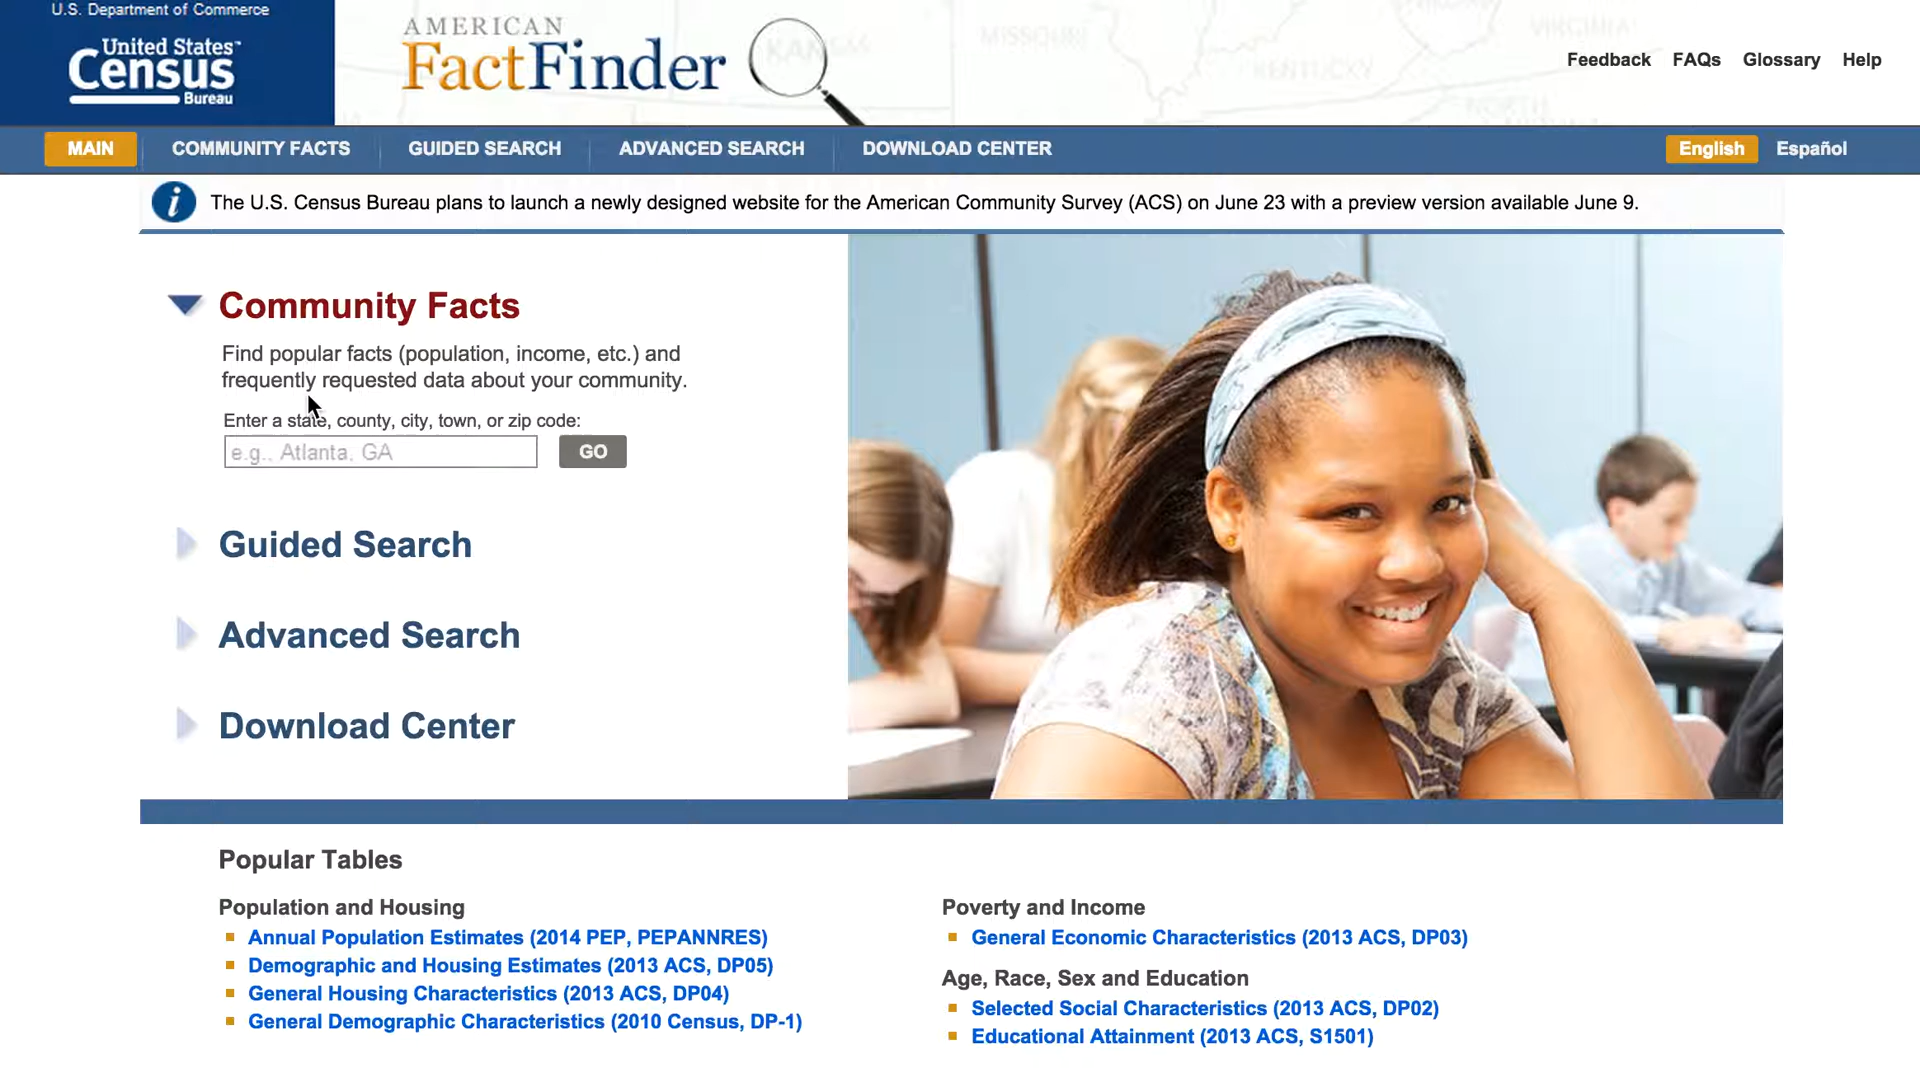 U.S. Department of Commerce
United States™
Census
Bureau
AMERICAN
FactFinder
KANSAS
MISSOURI
KENTUCKY
VIRGINIA
NORTH
Feedback FAQs Glossary Help
MAIN COMMUNITY FACTS GUIDED SEARCH ADVANCED SEARCH DOWNLOAD CENTER English Español
The U.S. Census Bureau plans to launch a newly designed website for the American Community Survey (ACS) on June 23 with a preview version available June 9.
Community Facts
Find popular facts (population, income, etc.) and
frequently requested data about your community.
Enter a state, county, city, town, or zip code:
e.g., Atlanta, GA GO
Guided Search
Advanced Search
Download Center
Popular Tables
Population and Housing
Annual Population Estimates (2014 PEP, PEPANNRES)
Demographic and Housing Estimates (2013 ACS, DP05)
General Housing Characteristics (2013 ACS, DP04)
General Demographic Characteristics (2010 Census, DP-1)
Poverty and Income
General Economic Characteristics (2013 ACS, DP03)
Age, Race, Sex and Education
Selected Social Characteristics (2013 ACS, DP02)
Educational Attainment (2013 ACS, S1501)